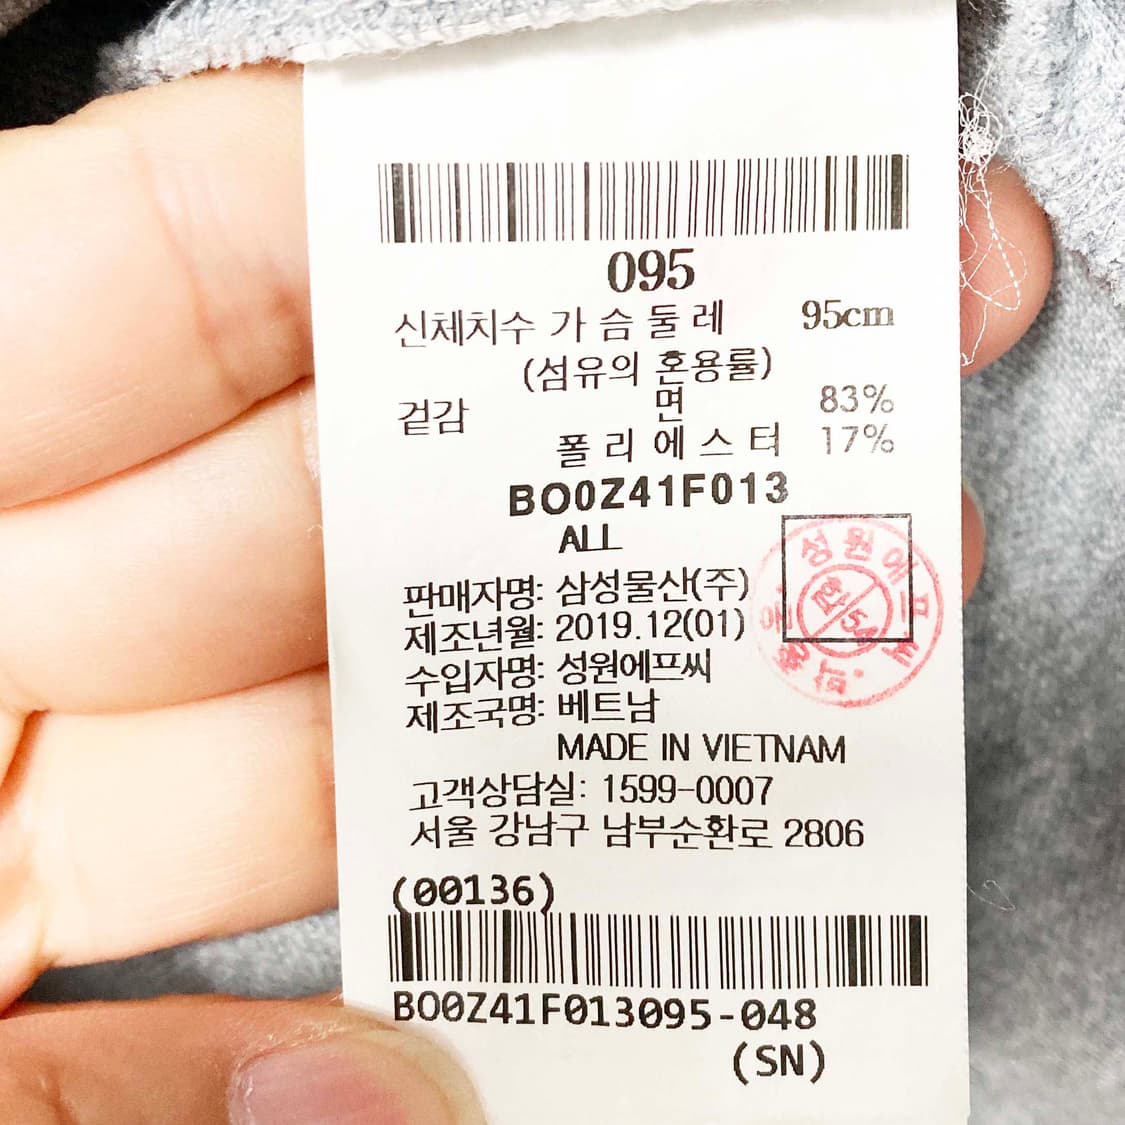 095
신체치수 가 슴 둘 레 95cm
(섬유의 혼용률)
겉감 면 83%
폴 리 에 스 터 17%
BO0Z41F013
ALL
판매자명: 삼성물산(주)
제조년월: 2019.12(01)
수입자명: 성원에프씨
제조국명: 베트남
MADE IN VIETNAM
고객상담실: 1599-0007
서울 강남구 남부순환로 2806
(00136)
BO0Z41F013095-048
(SN)
성원에프